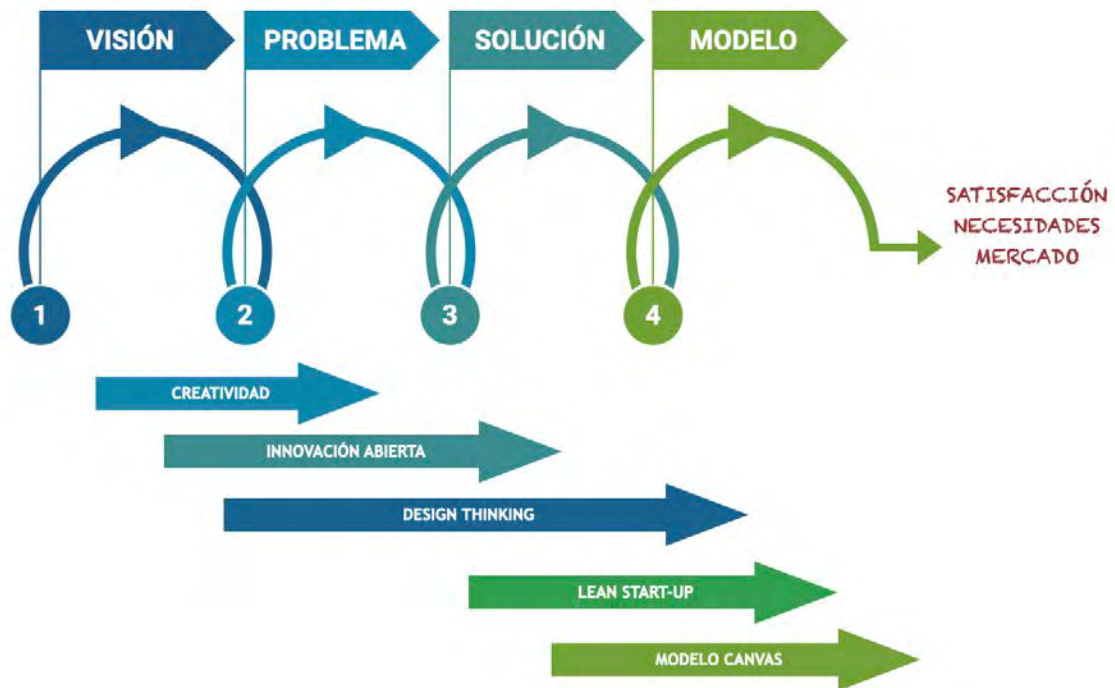 VISIÓN
PROBLEMA
SOLUCIÓN
MODELO
SATISFACCIÓN
NECESIDADES
MERCADO
1
2
3
4
CREATIVIDAD
INNOVACIÓN ABIERTA
DESIGN THINKING
LEAN START-UP
MODELO CANVAS